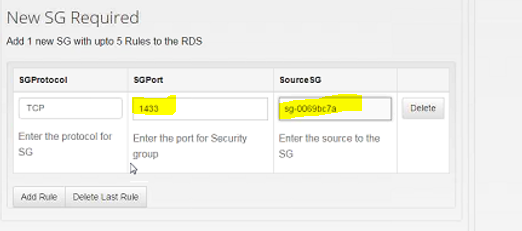 New SG Required
Add 1 new SG with upto 5 Rules to the RDS
SGProtocol SGPort SourceSG
TCP 1433 sg-0069bc7a Delete
Enter the protocol for Enter the port for Security Enter the source to the
SG group SG
Add Rule Delete Last Rule